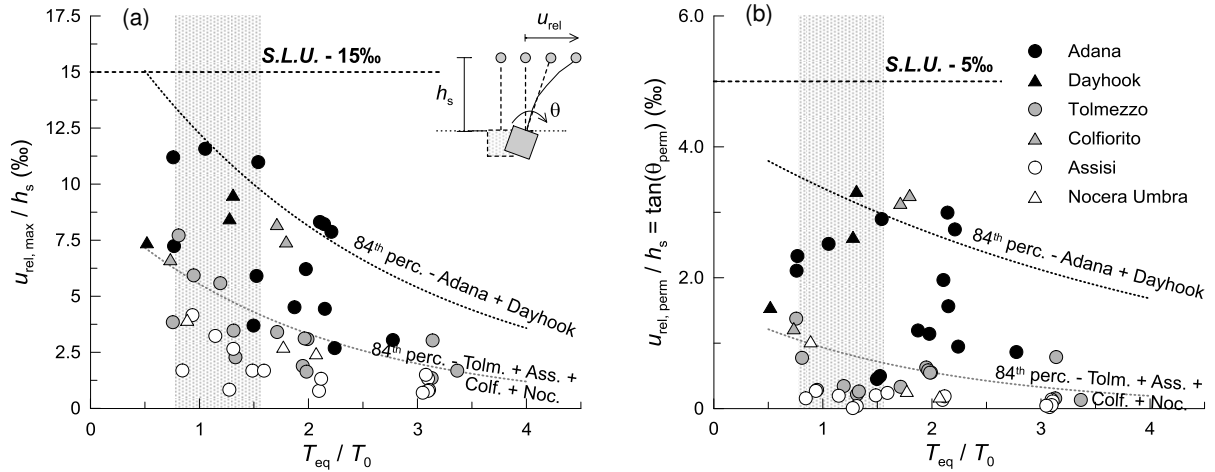 (a)
17.5
15
12.5
10
7.5
5
2.5
0
u_rel, max / h_s (‰)
S.L.U. - 15‰
u_rel
h_s
θ
84th perc. - Adana + Dayhook
84th perc. - Tolm. + Ass. +
Colf. + Noc.
0 1 2 3 4
T_eq / T_0
(b)
6.0
4.0
2.0
0
u_rel, perm / h_s = tan(θ_perm) (‰)
S.L.U. - 5‰
Adana
Dayhook
Tolmezzo
Colfiorito
Assisi
Nocera Umbra
84th perc. - Adana + Dayhook
84th perc. - Tolm. + Ass. +
Colf. + Noc.
0 1 2 3 4
T_eq / T_0